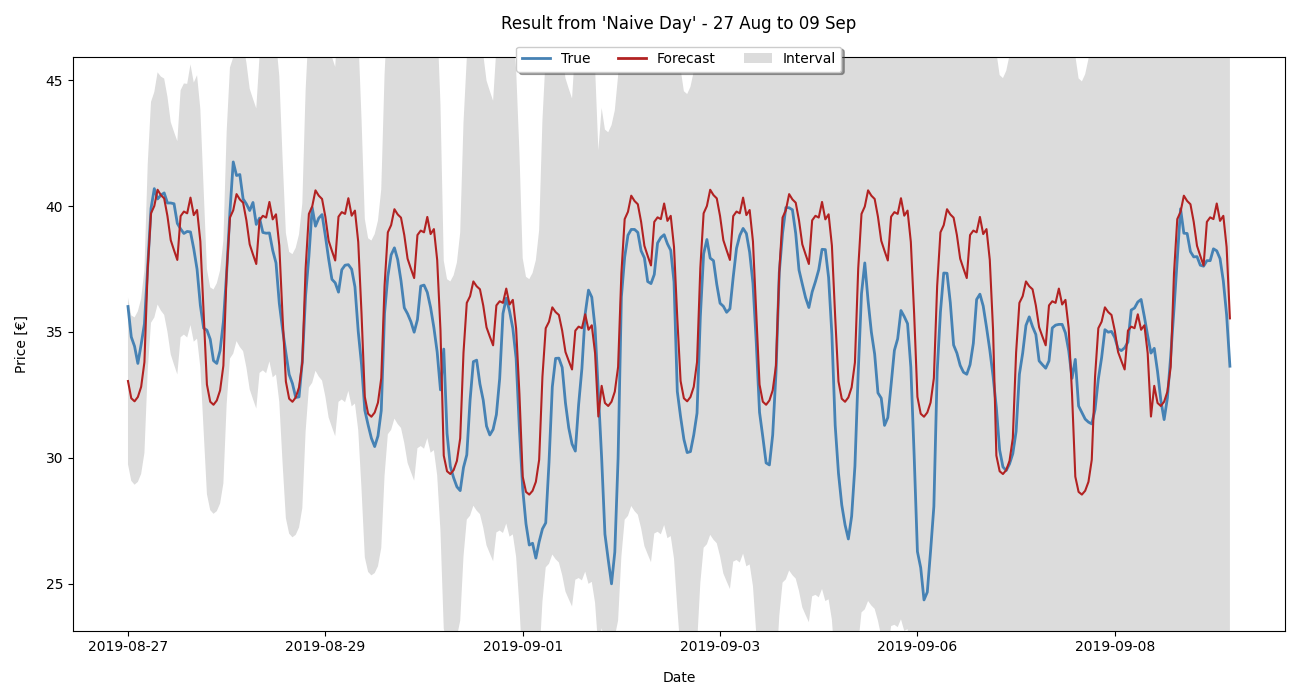 Result from 'Naive Day' - 27 Aug to 09 Sep
True Forecast Interval
45
40
35
30
25
Price [€]
2019-08-27 2019-08-29 2019-09-01 2019-09-03 2019-09-06 2019-09-08
Date